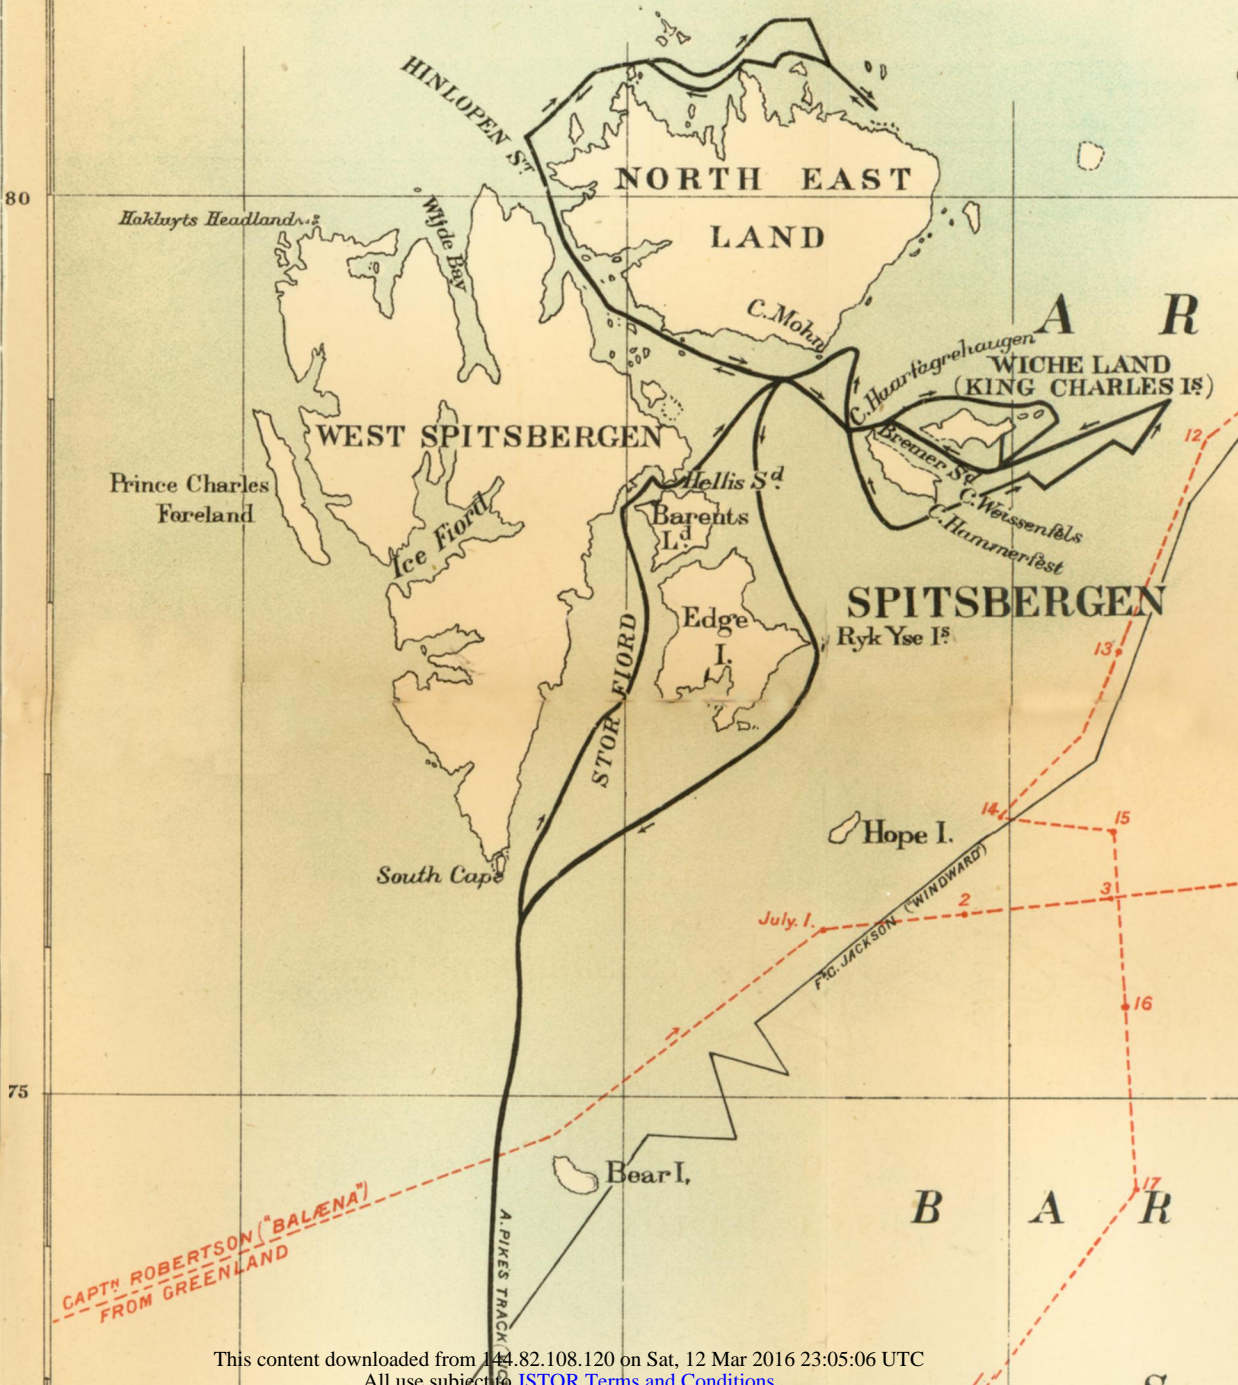 HINLOPEN Sᵀ
80
NORTH EAST
LAND
Hakluyts Headland
Wijde Bay
C. Mohn
A R
C. Haarfagrehaugen
WICHE LAND
(KING CHARLES Iˢ.)
WEST SPITSBERGEN
12
Prince Charles
Foreland
Hellis Sᵈ.
Bremer Sᵈ
C. Weissenfels
C. Hammerfest
Barents
Lᵈ.
Ice Fiord
SPITSBERGEN
Edge
I.
Ryk Yse Iˢ.
13
STOR FIORD
14
15
Hope I.
South Cape
July. 1.
2
3
Fᵏ G. JACKSON ("WINDWARD")
16
75
Bear I,
17
B A R
CAPTᴺ. ROBERTSON ("BALÆNA")
FROM GREENLAND
A. PIKES TRACK
This content downloaded from 144.82.108.120 on Sat, 12 Mar 2016 23:05:06 UTC
All use subject to JSTOR Terms and Conditions